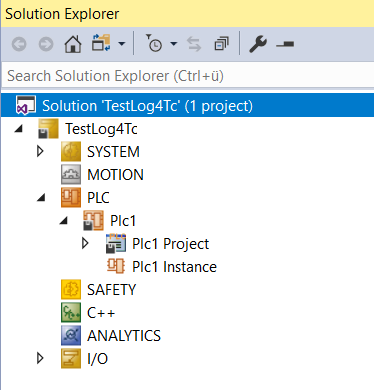 Solution Explorer
Search Solution Explorer (Ctrl+ü)
Solution 'TestLog4Tc' (1 project)
TestLog4Tc
SYSTEM
MOTION
PLC
Plc1
Plc1 Project
Plc1 Instance
SAFETY
C++
ANALYTICS
I/O